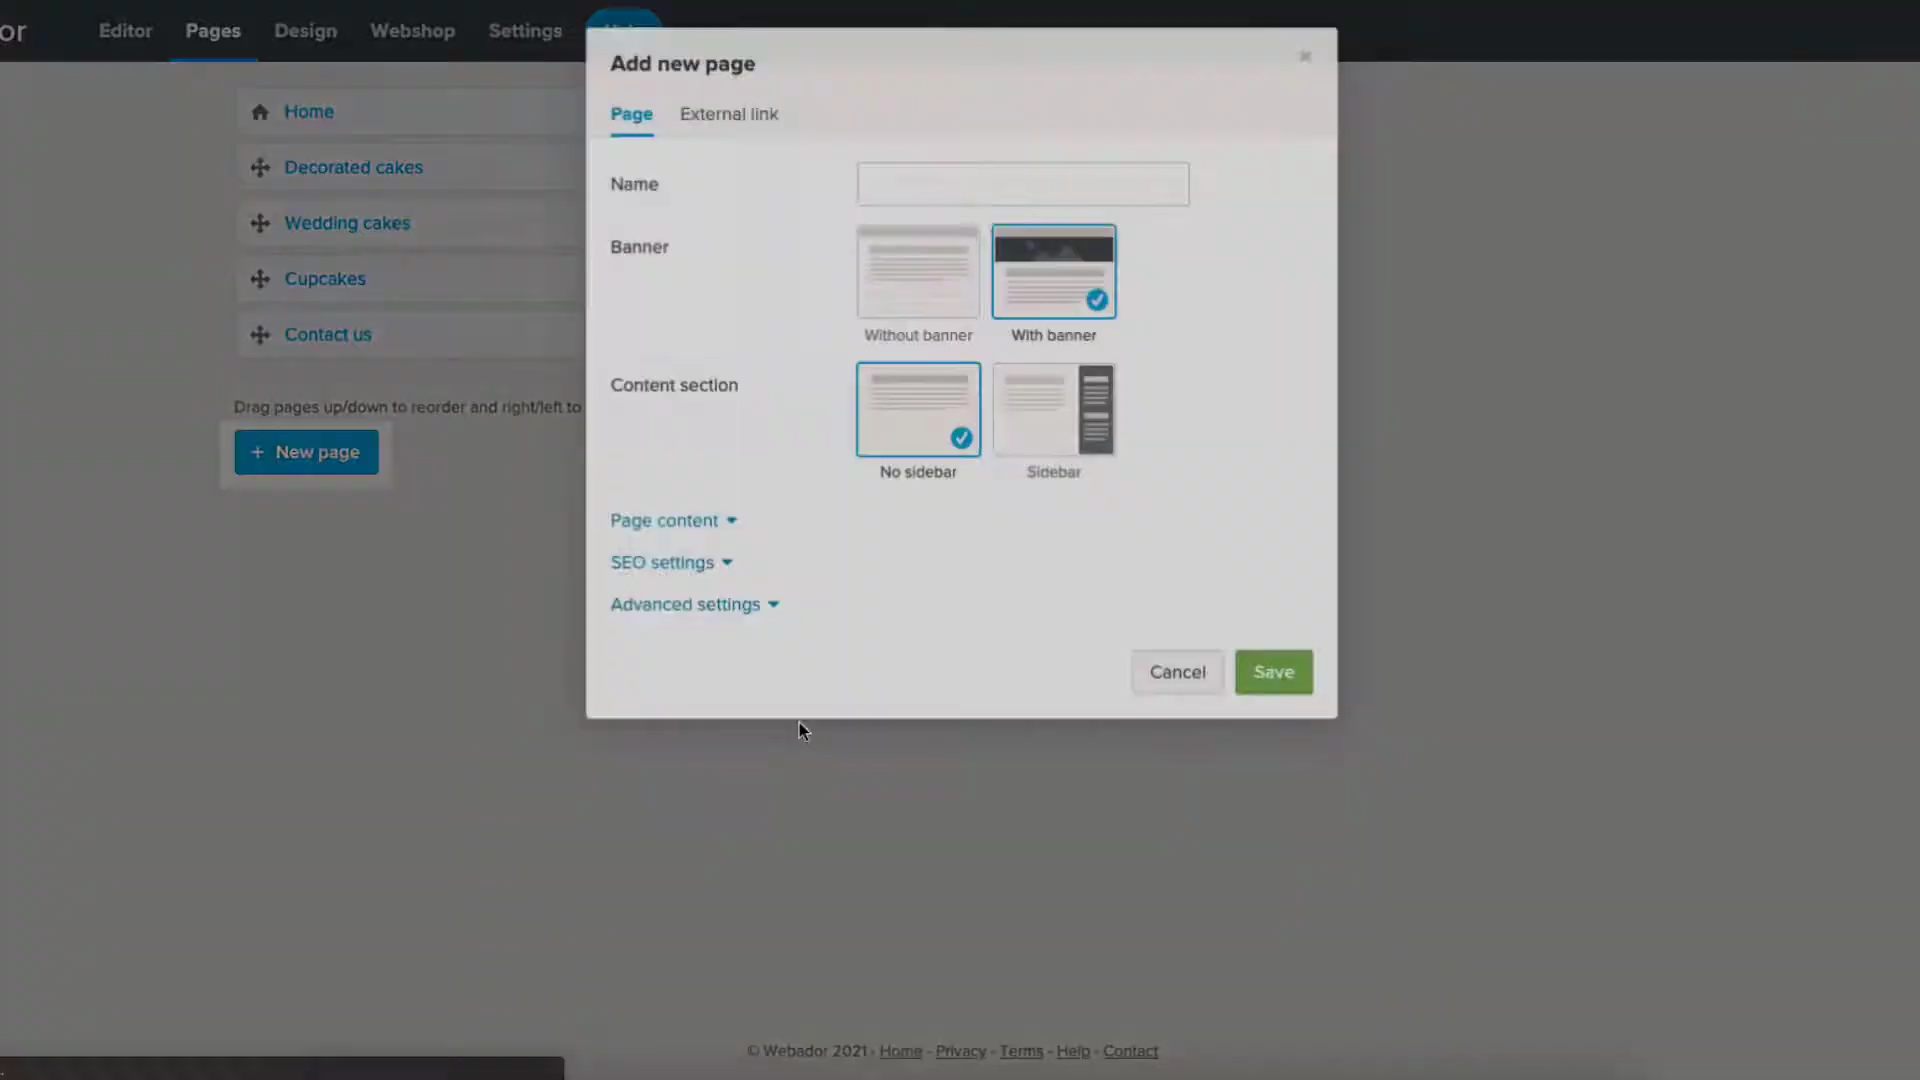 or Editor Pages Design Webshop Settings
Add new page
×
Page External link
Home
Decorated cakes
Wedding cakes
Cupcakes
Contact us
Drag pages up/down to reorder and right/left to
+ New page
Name
Banner
Without banner With banner
Content section
No sidebar Sidebar
Page content
SEO settings
Advanced settings
Cancel Save
© Webador 2021 - Home - Privacy - Terms - Help - Contact